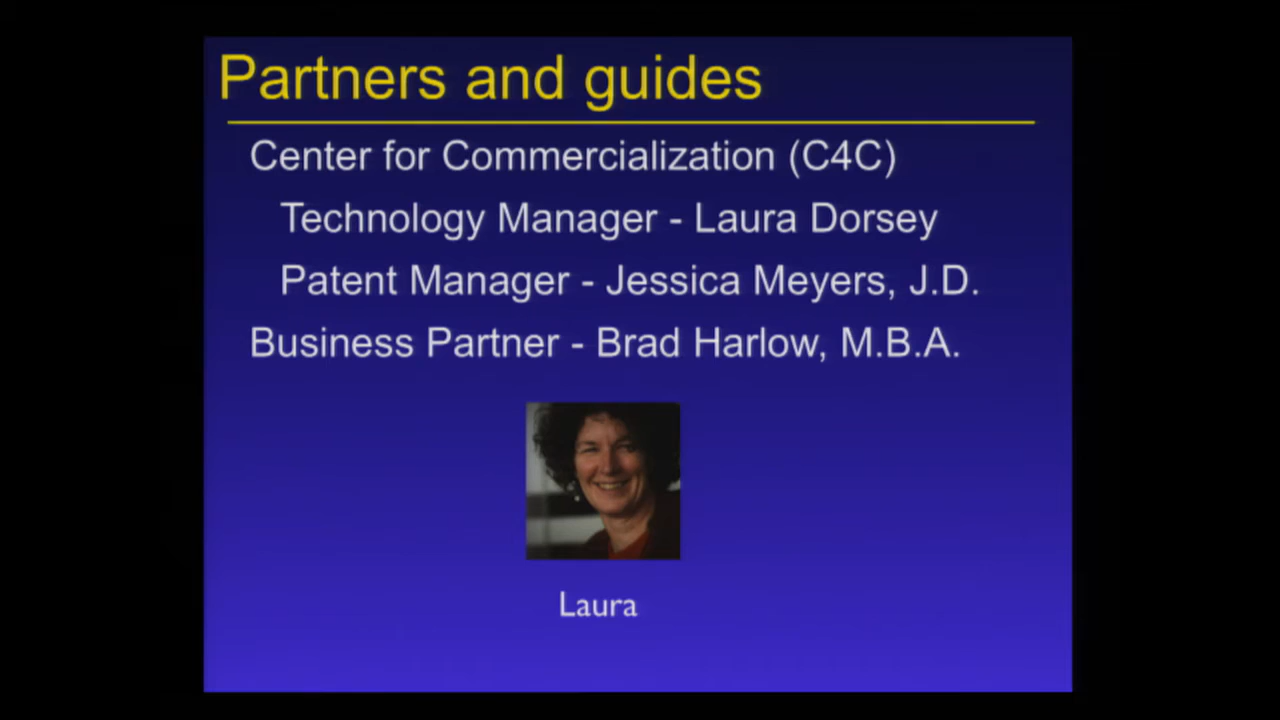 Partners and guides
Center for Commercialization (C4C)
Technology Manager - Laura Dorsey
Patent Manager - Jessica Meyers, J.D.
Business Partner - Brad Harlow, M.B.A.
Laura